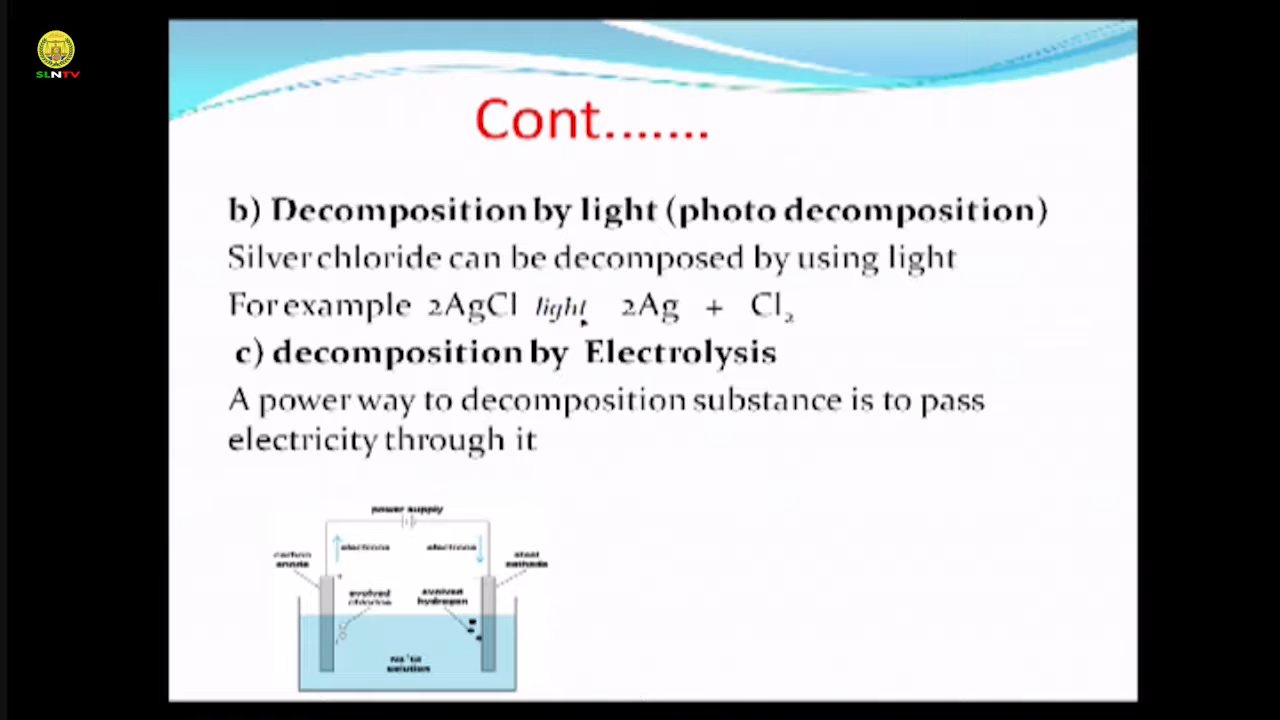 SLNTV
Cont.......
b) Decomposition by light (photo decomposition)
Silver chloride can be decomposed by using light
For example 2AgCl light 2Ag + Cl₂
c) decomposition by Electrolysis
A power way to decomposition substance is to pass
electricity through it
power supply
carbon
anode
electrons
electrons
steel
cathode
evolved
chlorine
evolved
hydrogen
solution